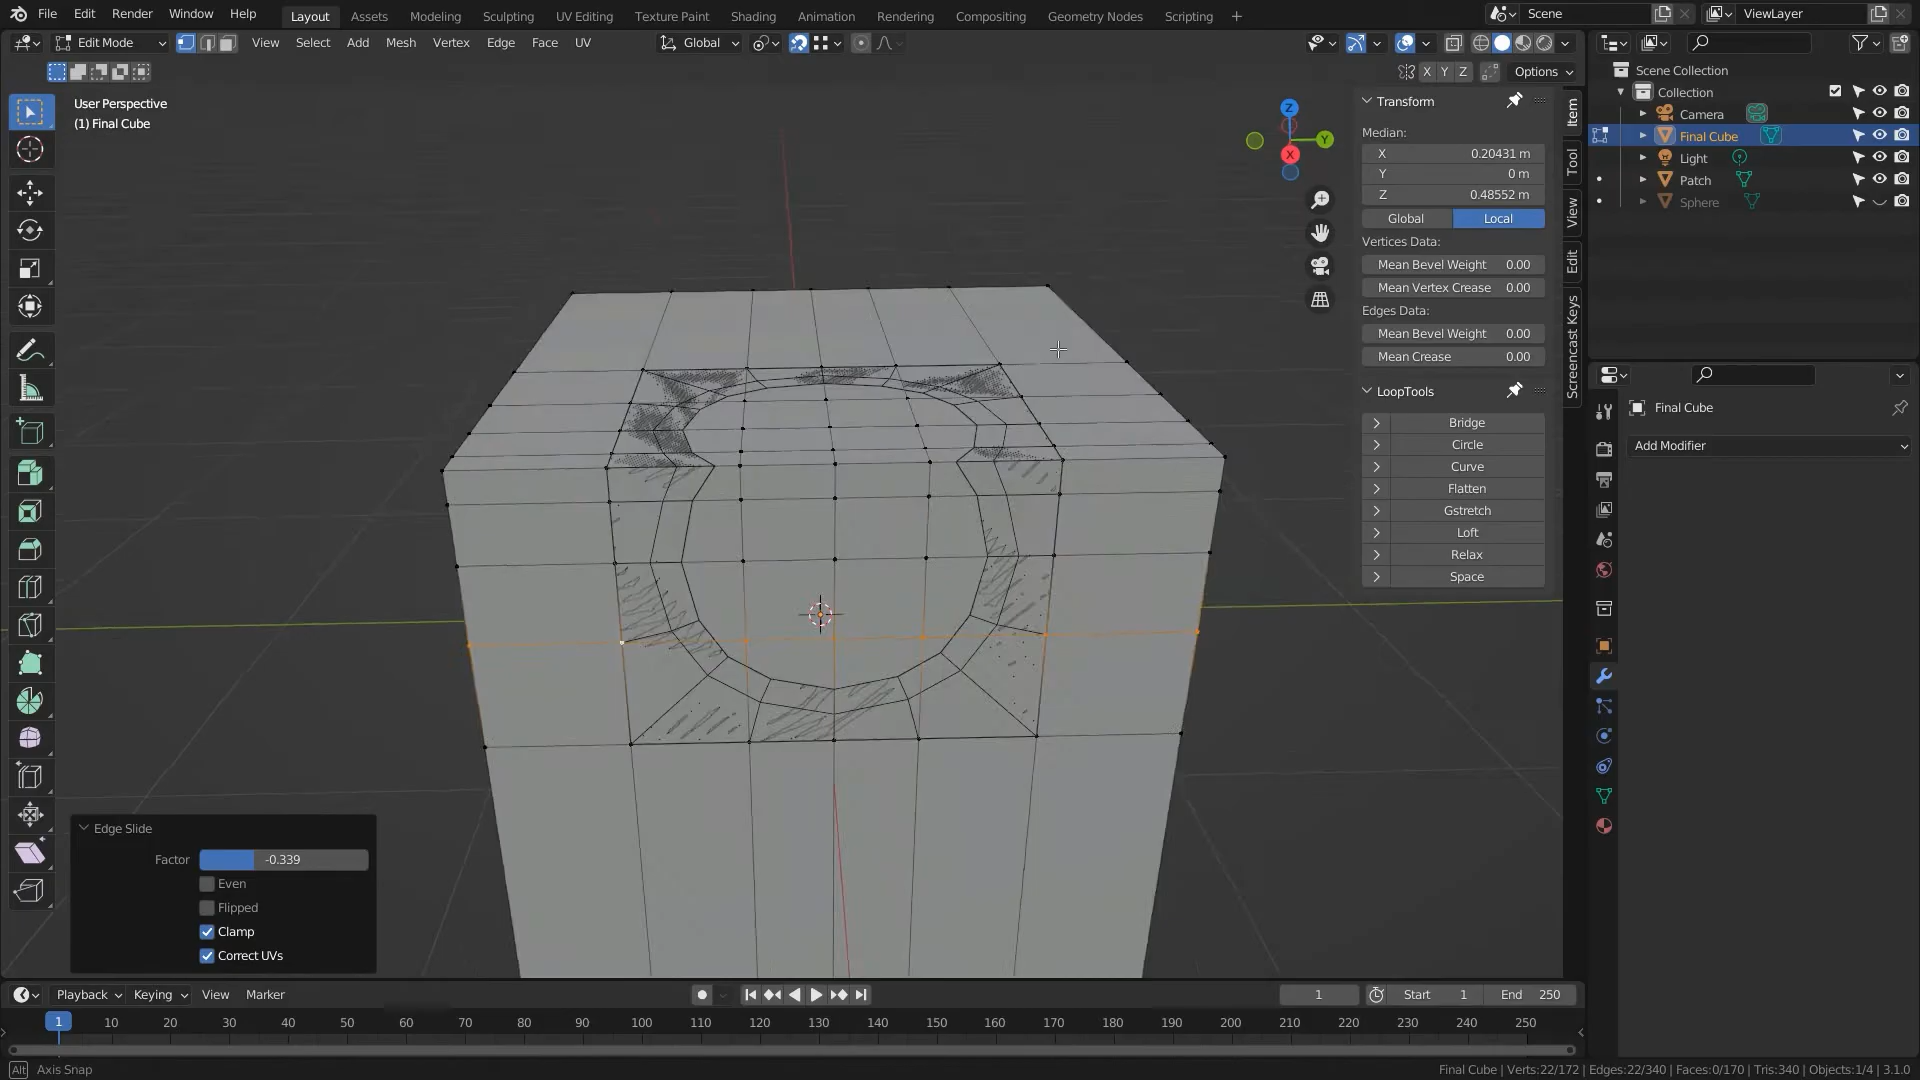 File Edit Render Window Help Layout Assets Modeling Sculpting UV Editing Texture Paint Shading Animation Rendering Compositing Geometry Nodes Scripting + Scene ViewLayer
Edit Mode View Select Add Mesh Vertex Edge Face UV Global
X Y Z Options
User Perspective
(1) Final Cube
Z
Y
X
Transform
Median:
X 0.20431 m
Y 0 m
Z 0.48552 m
Global Local
Vertices Data:
Mean Bevel Weight 0.00
Mean Vertex Crease 0.00
Edges Data:
Mean Bevel Weight 0.00
Mean Crease 0.00
LoopTools
Bridge
Circle
Curve
Flatten
Gstretch
Loft
Relax
Space
Item
Tool
View
Edit
Screencast Keys
Scene Collection
Collection
Camera
Final Cube
Light
Patch
Sphere
Final Cube
Add Modifier
Edge Slide
Factor -0.339
Even
Flipped
Clamp
Correct UVs
Playback Keying View Marker 1 Start 1 End 250
1 10 20 30 40 50 60 70 80 90 100 110 120 130 140 150 160 170 180 190 200 210 220 230 240 250
Alt Axis Snap Final Cube | Verts:22/172 | Edges:22/340 | Faces:0/170 | Tris:340 | Objects:1/4 | 3.1.0